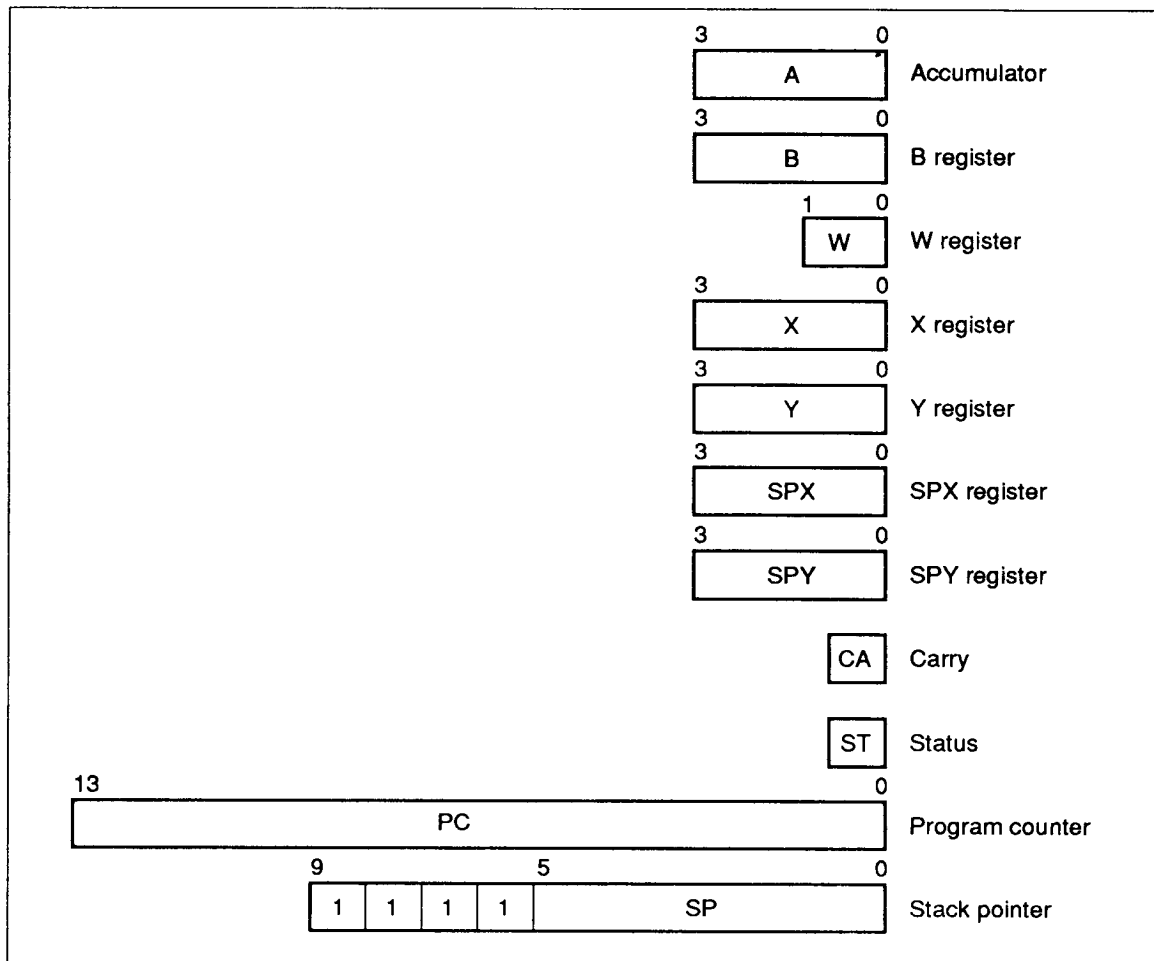 3 0
A Accumulator
3 0
B B register
1 0
W W register
3 0
X X register
3 0
Y Y register
3 0
SPX SPX register
3 0
SPY SPY register
CA Carry
ST Status
13 0
PC Program counter
9 5 0
1 1 1 1 SP Stack pointer